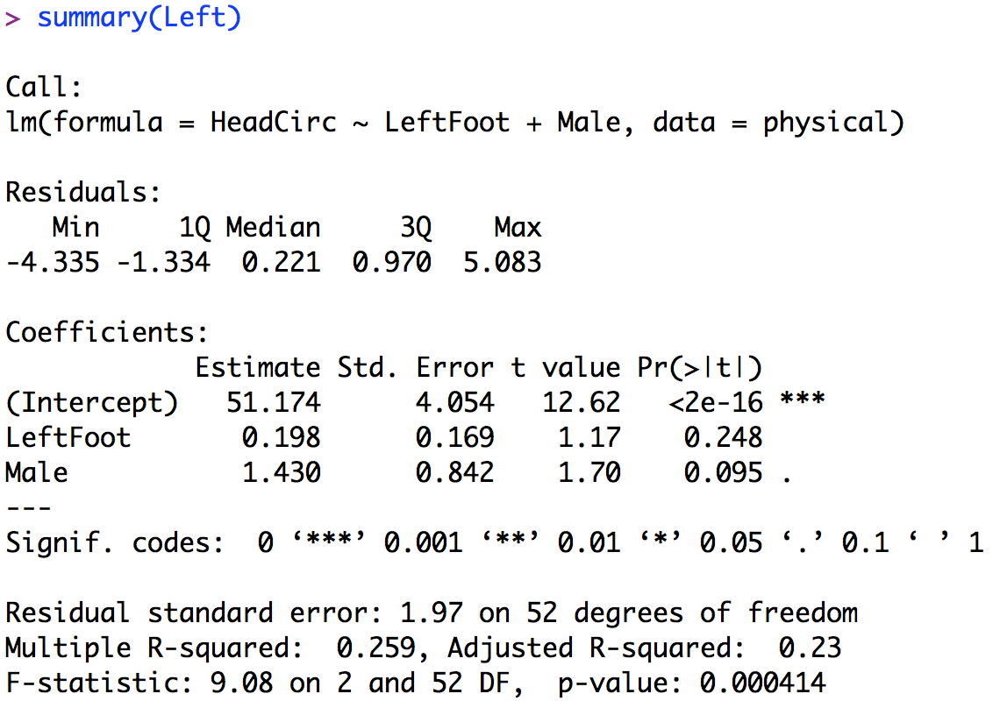 > summary(Left)
Call:
lm(formula = HeadCirc ~ LeftFoot + Male, data = physical)
Residuals:
   Min     1Q Median     3Q    Max
-4.335 -1.334  0.221  0.970  5.083
Coefficients:
            Estimate Std. Error t value Pr(>|t|)
(Intercept)   51.174      4.054   12.62   <2e-16 ***
LeftFoot       0.198      0.169    1.17    0.248
Male           1.430      0.842    1.70    0.095 .
---
Signif. codes:  0 ‘***’ 0.001 ‘**’ 0.01 ‘*’ 0.05 ‘.’ 0.1 ‘ ’ 1
Residual standard error: 1.97 on 52 degrees of freedom
Multiple R-squared:  0.259, Adjusted R-squared:  0.23
F-statistic: 9.08 on 2 and 52 DF,  p-value: 0.000414